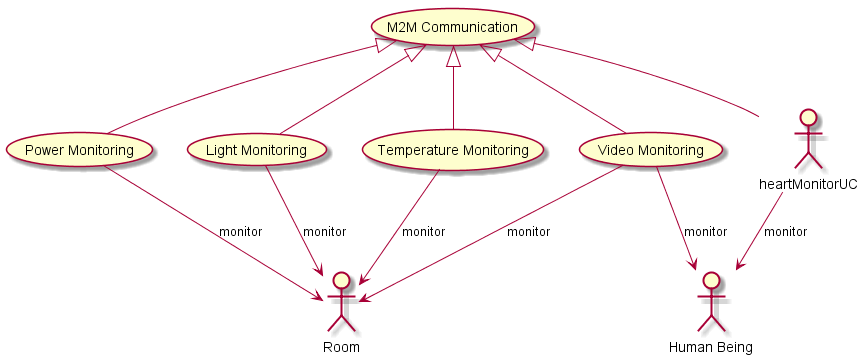 M2M Communication
Power Monitoring
Light Monitoring
Temperature Monitoring
Video Monitoring
heartMonitorUC
monitor
monitor
monitor
monitor
monitor
monitor
Room
Human Being